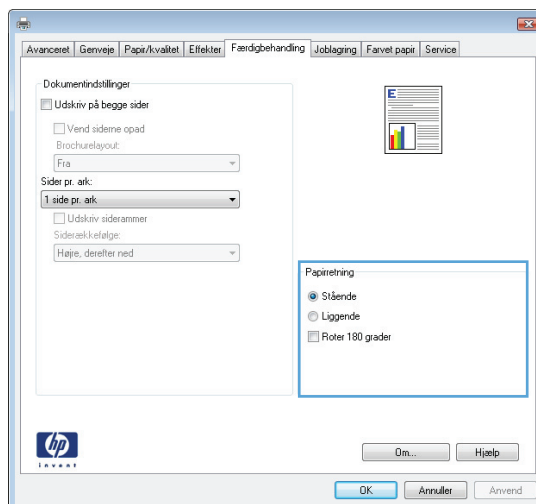 Avanceret Genveje Papir/kvalitet Effekter Færdigbehandling Joblagring Farvet papir Service
Dokumentindstillinger
Udskriv på begge sider
Vend siderne opad
Brochurelayout:
Fra
Sider pr. ark:
1 side pr. ark
Udskriv siderammer
Siderækkefølge:
Højre, derefter ned
E
Papirretning
Stående
Liggende
Roter 180 grader
hp
invent
Om... Hjælp
OK Annuller Anvend